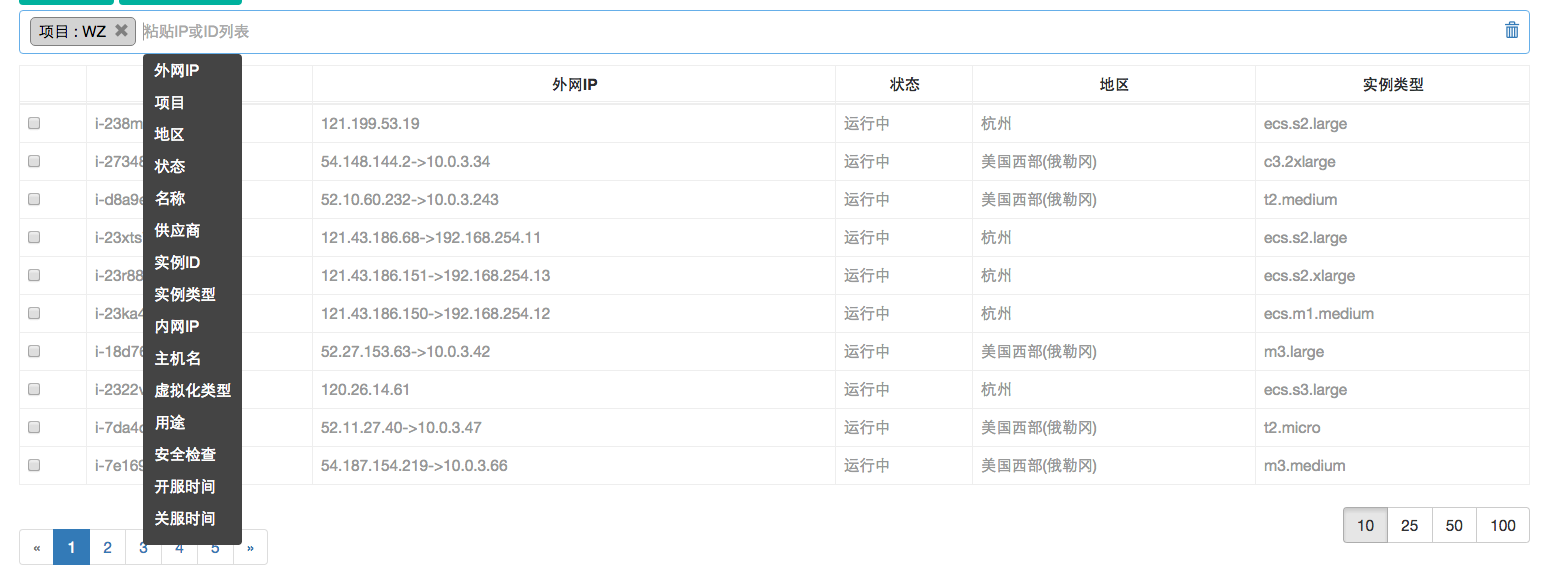 项目 : WZ ✖ 粘贴IP或ID列表
外网IP
项目
地区
状态
名称
供应商
实例ID
实例类型
内网IP
主机名
虚拟化类型
用途
安全检查
开服时间
关服时间
外网IP 状态 地区 实例类型
i-238m 121.199.53.19 运行中 杭州 ecs.s2.large
i-27348 54.148.144.2->10.0.3.34 运行中 美国西部(俄勒冈) c3.2xlarge
i-d8a9e 52.10.60.232->10.0.3.243 运行中 美国西部(俄勒冈) t2.medium
i-23xts 121.43.186.68->192.168.254.11 运行中 杭州 ecs.s2.large
i-23r88 121.43.186.151->192.168.254.13 运行中 杭州 ecs.s2.xlarge
i-23ka4 121.43.186.150->192.168.254.12 运行中 杭州 ecs.m1.medium
i-18d76 52.27.153.63->10.0.3.42 运行中 美国西部(俄勒冈) m3.large
i-2322v 120.26.14.61 运行中 杭州 ecs.s3.large
i-7da4c 52.11.27.40->10.0.3.47 运行中 美国西部(俄勒冈) t2.micro
i-7e169 54.187.154.219->10.0.3.66 运行中 美国西部(俄勒冈) m3.medium
10 25 50 100
« 1 2 3 4 5 »